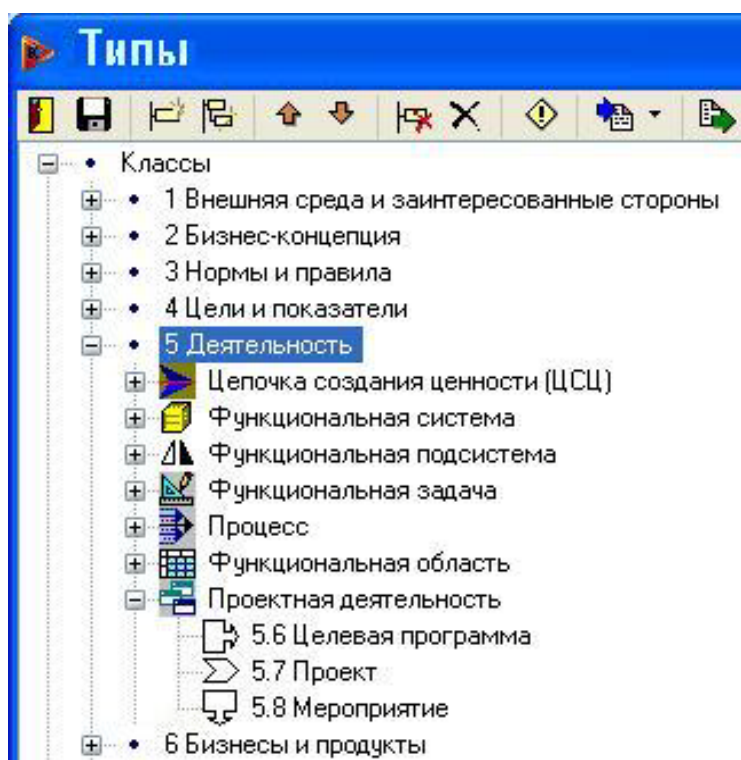 Типы
Классы
1 Внешняя среда и заинтересованные стороны
2 Бизнес-концепция
3 Нормы и правила
4 Цели и показатели
5 Деятельность
Цепочка создания ценности (ЦСЦ)
Функциональная система
Функциональная подсистема
Функциональная задача
Процесс
Функциональная область
Проектная деятельность
5.6 Целевая программа
5.7 Проект
5.8 Мероприятие
6 Бизнесы и продукты